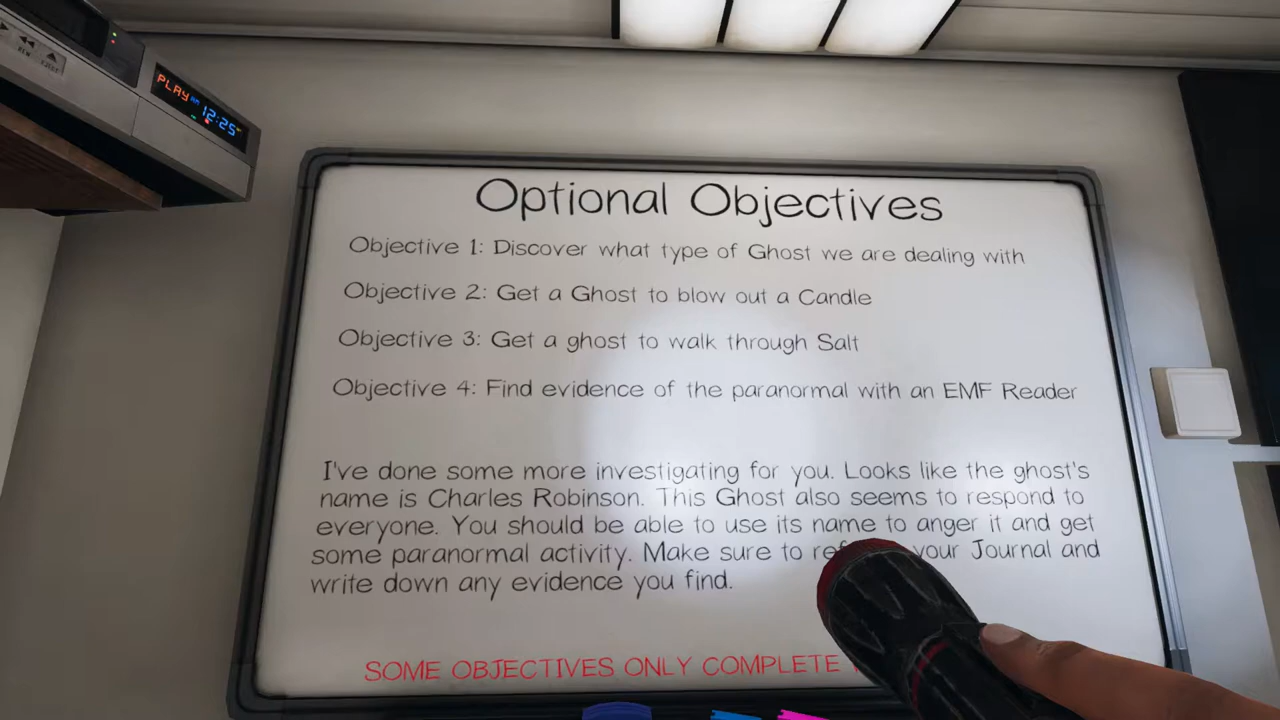 PLAY AM 12:25
Optional Objectives
Objective 1: Discover what type of Ghost we are dealing with
Objective 2: Get a Ghost to blow out a Candle
Objective 3: Get a ghost to walk through Salt
Objective 4: Find evidence of the paranormal with an EMF Reader
I've done some more investigating for you. Looks like the ghost's
name is Charles Robinson. This Ghost also seems to respond to
everyone. You should be able to use its name to anger it and get
some paranormal activity. Make sure to your Journal and
write down any evidence you find.
SOME OBJECTIVES ONLY COMPLETE